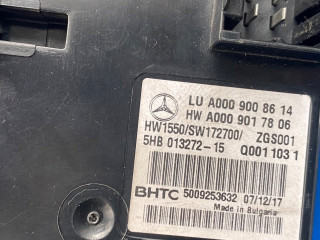 LU A000 900 86 14
HW A000 901 78 06
HW1550/SW172700/ ZGS001
5HB 013272-15 Q001 103 1
BHTC 5009253632 07/12/17
Made in Bulgaria